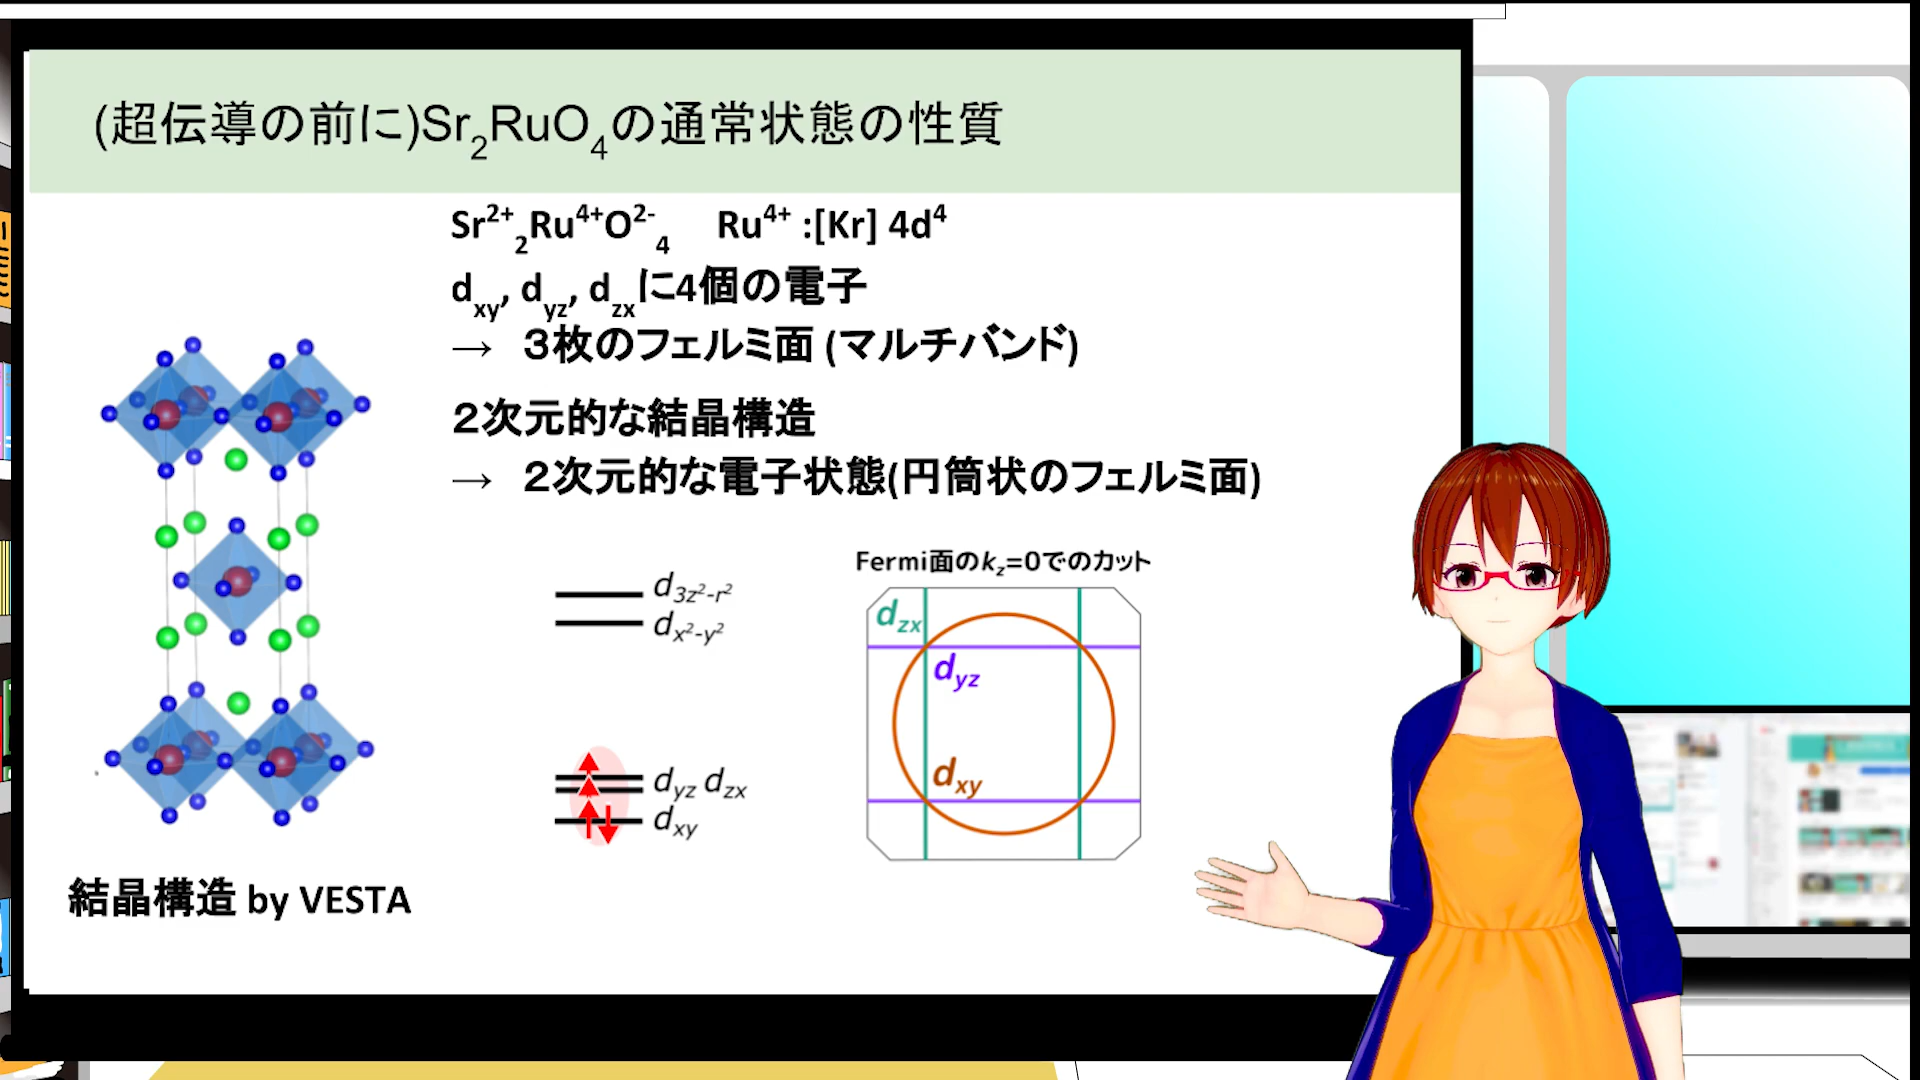 (超伝導の前に)Sr2RuO4の通常状態の性質
Sr2+2Ru4+O2-4 Ru4+ :[Kr] 4d4
dxy, dyz, dzxに4個の電子
→ 3枚のフェルミ面 (マルチバンド)
2次元的な結晶構造
→ 2次元的な電子状態(円筒状のフェルミ面)
d3z2-r2
dx2-y2
dyz dzx
dxy
Fermi面のkz=0でのカット
dzx
dyz
dxy
結晶構造 by VESTA